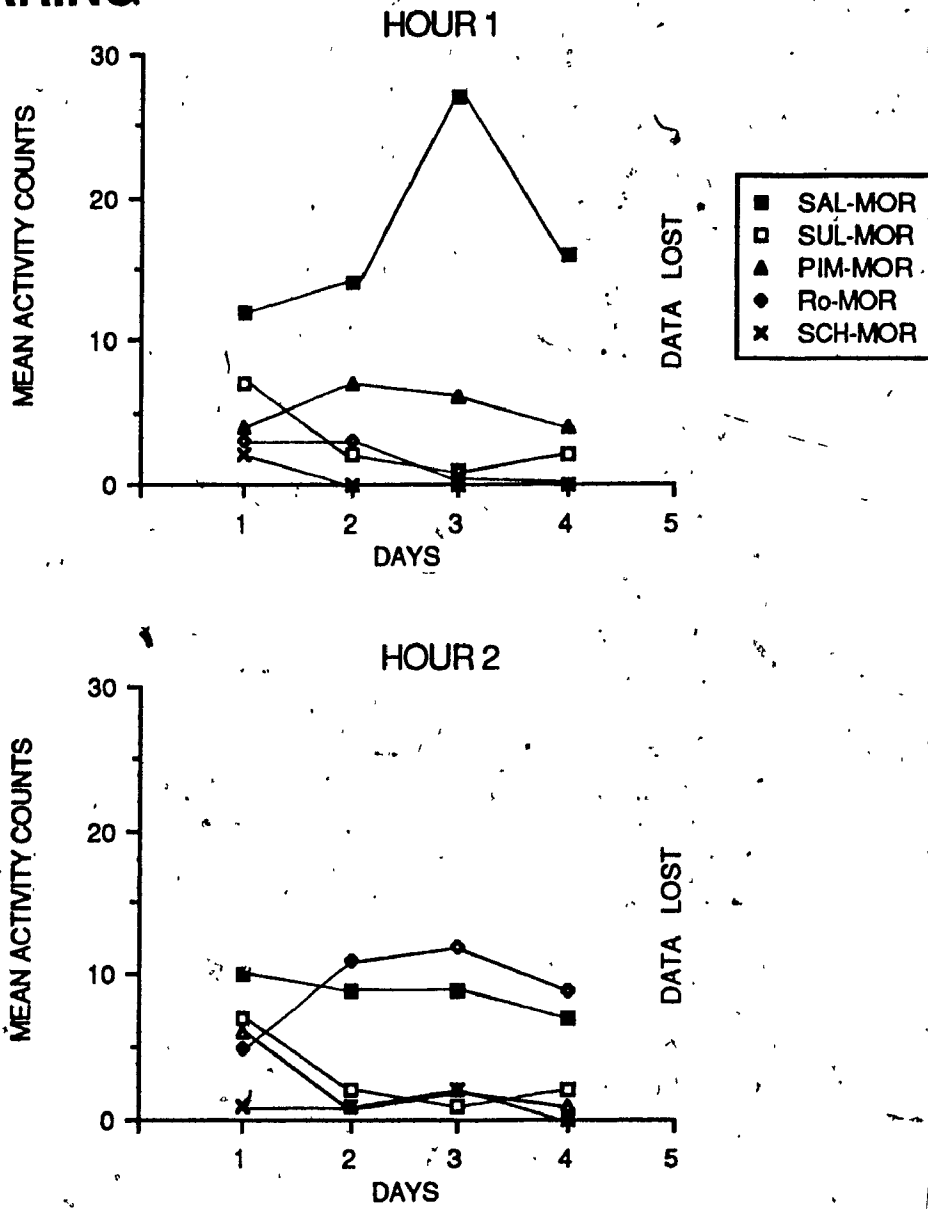 HOUR 1
30
20
10
0
MEAN ACTIVITY COUNTS
1 2 3 4 5
DAYS
DATA LOST
SAL-MOR
SUL-MOR
PIM-MOR
Ro-MOR
SCH-MOR
HOUR 2
30
20
10
0
MEAN ACTIVITY COUNTS
1 2 3 4 5
DAYS
DATA LOST